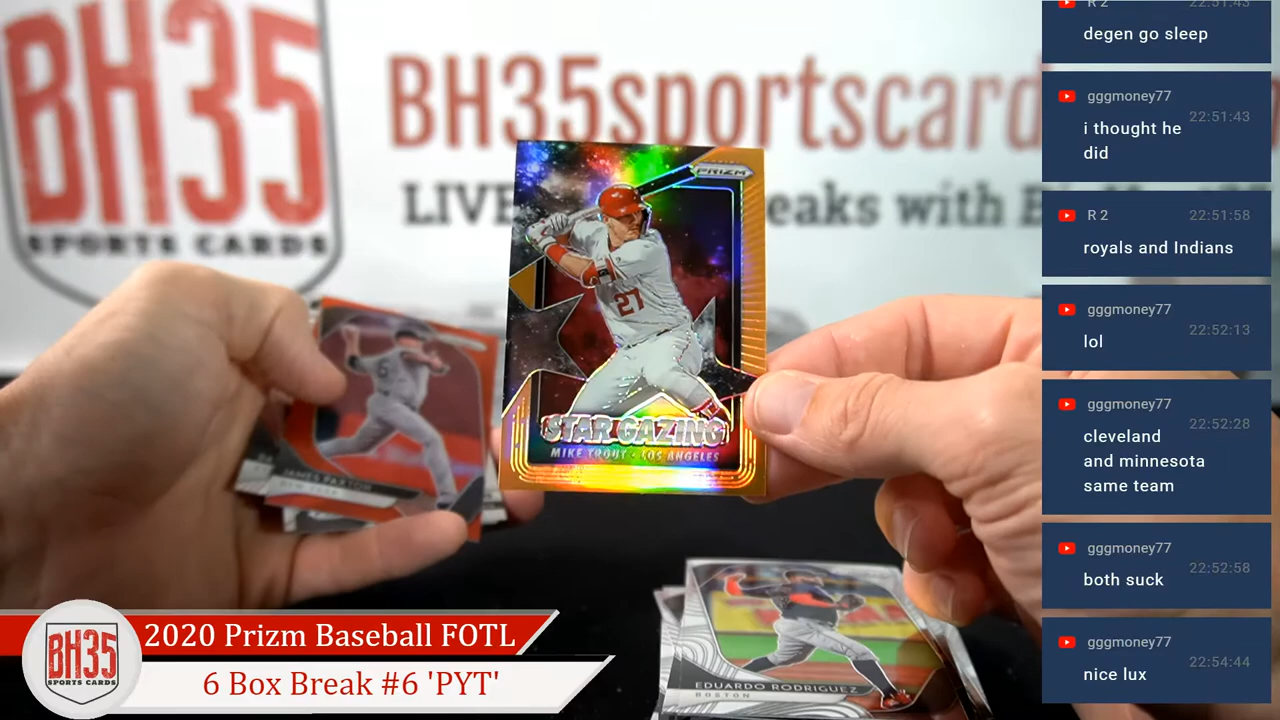 BH35
SPORTS CARDS
BH35sportscard
LIVE
eaks with
PRIZM
27
STAR GAZING
MIKE TROUT • LOS ANGELES
JAMES PAXTON
EDUARDO RODRIGUEZ
BOSTON
BH35
SPORTS CARDS
2020 Prizm Baseball FOTL
6 Box Break #6 'PYT'
R 2 22:51:43
degen go sleep
gggmoney77 22:51:43
i thought he
did
R 2 22:51:58
royals and Indians
gggmoney77 22:52:13
lol
gggmoney77 22:52:28
cleveland
and minnesota
same team
gggmoney77 22:52:58
both suck
gggmoney77 22:54:44
nice lux